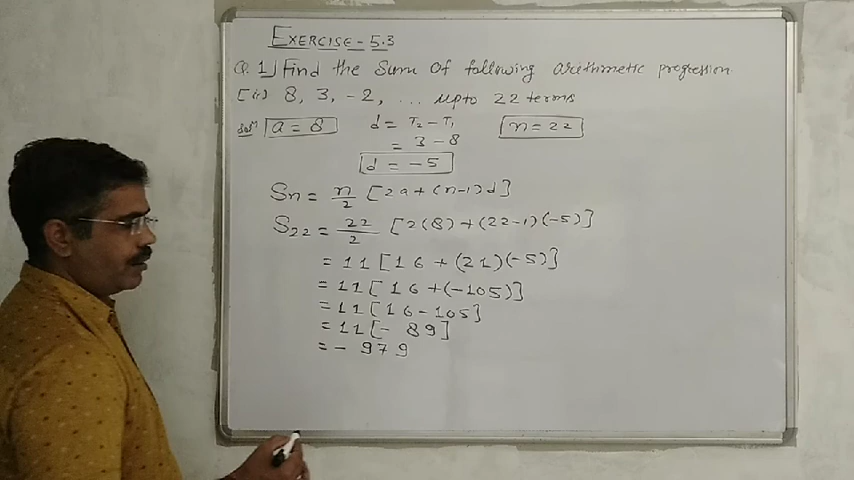 EXERCISE - 5.3
Q. 1) Find the Sum Of following arithmetic progression
(ii) 8, 3, -2, ... upto 22 terms
Solⁿ a = 8 d = T₂ - T₁ n = 22
= 3 - 8
d = -5
Sn = n/2 [2a + (n-1)d]
S₂₂ = 22/2 [2(8) + (22-1)(-5)]
= 11 [16 + (21)(-5)]
= 11 [16 + (-105)]
= 11 [16 - 105]
= 11 [- 89]
= - 979